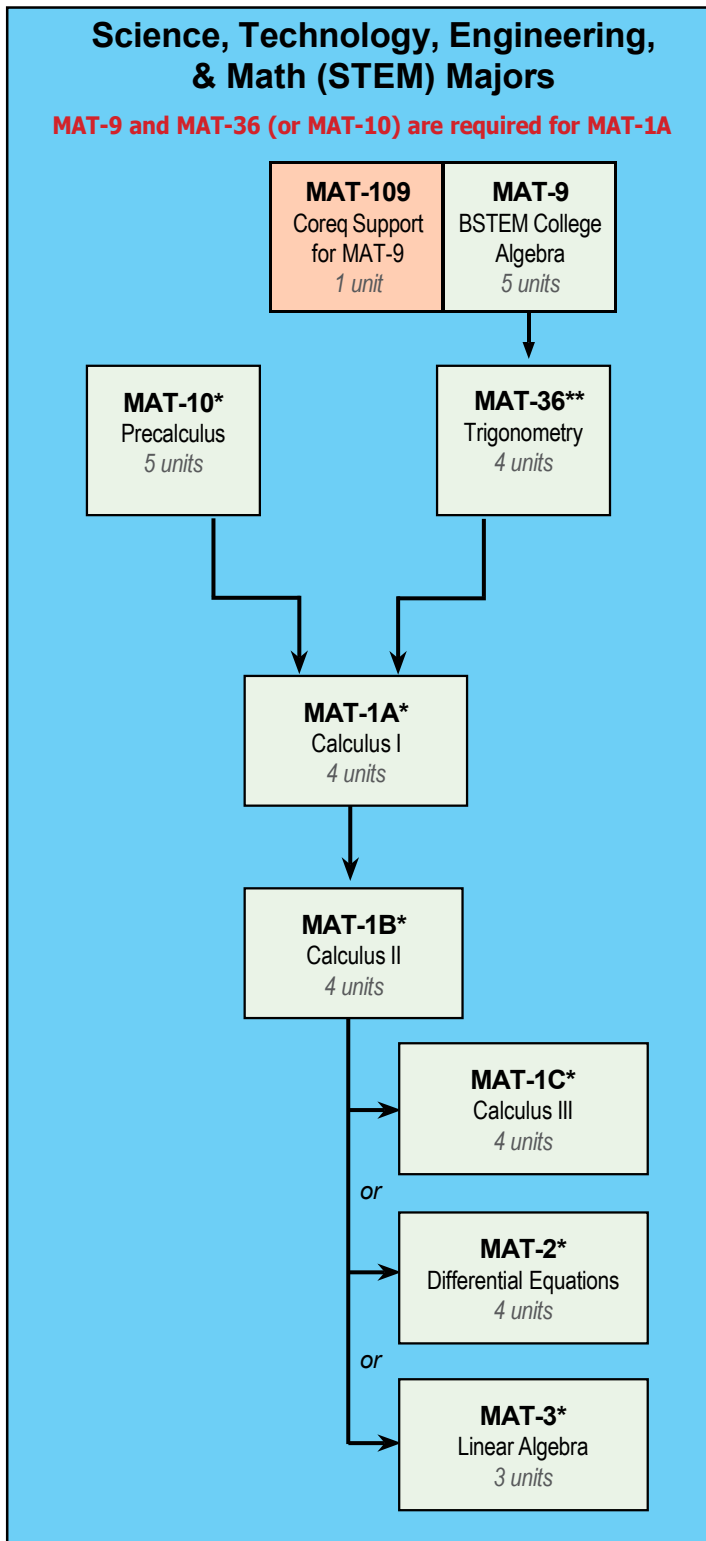 Science, Technology, Engineering,
& Math (STEM) Majors
MAT-9 and MAT-36 (or MAT-10) are required for MAT-1A
MAT-109
Coreq Support
for MAT-9
1 unit
MAT-9
BSTEM College
Algebra
5 units
MAT-10*
Precalculus
5 units
MAT-36**
Trigonometry
4 units
MAT-1A*
Calculus I
4 units
MAT-1B*
Calculus II
4 units
MAT-1C*
Calculus III
4 units
or
MAT-2*
Differential Equations
4 units
or
MAT-3*
Linear Algebra
3 units